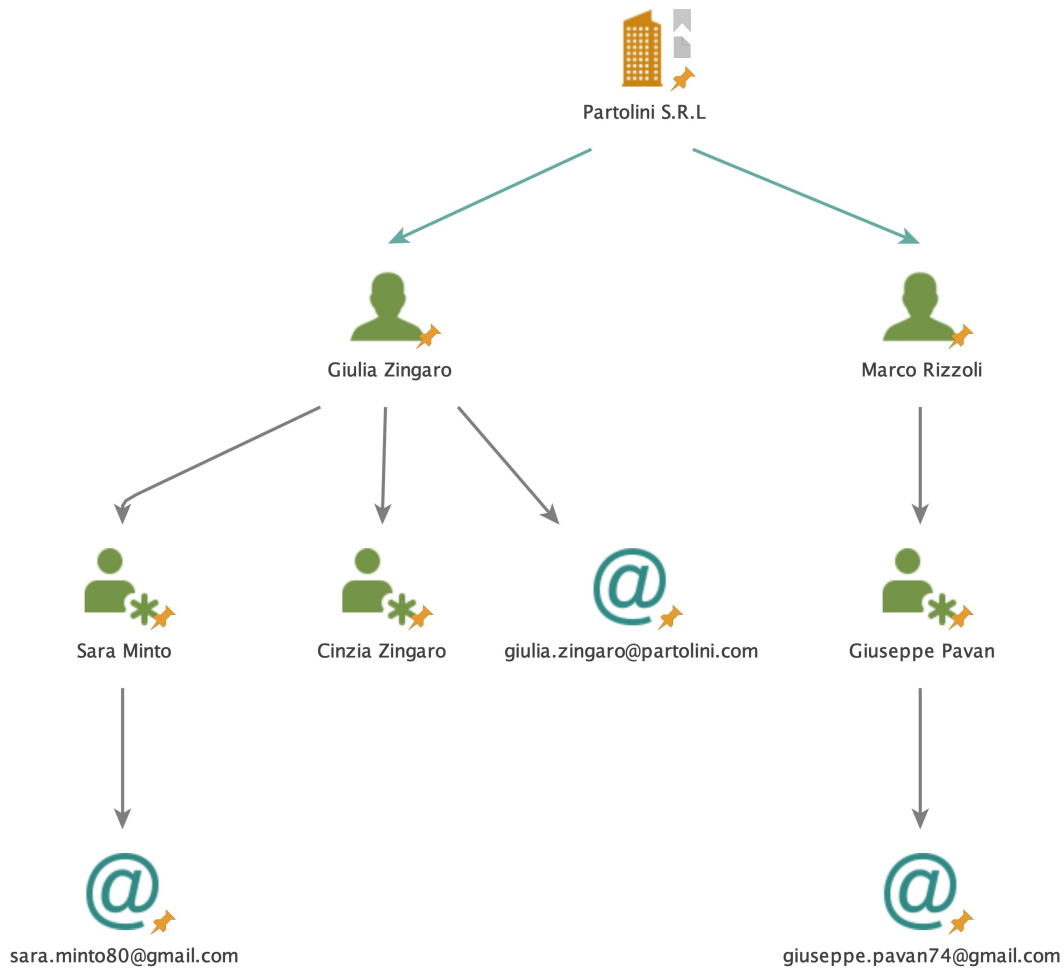 Partolini S.R.L
Giulia Zingaro
Marco Rizzoli
Sara Minto
Cinzia Zingaro
giulia.zingaro@partolini.com
Giuseppe Pavan
sara.minto80@gmail.com
giuseppe.pavan74@gmail.com